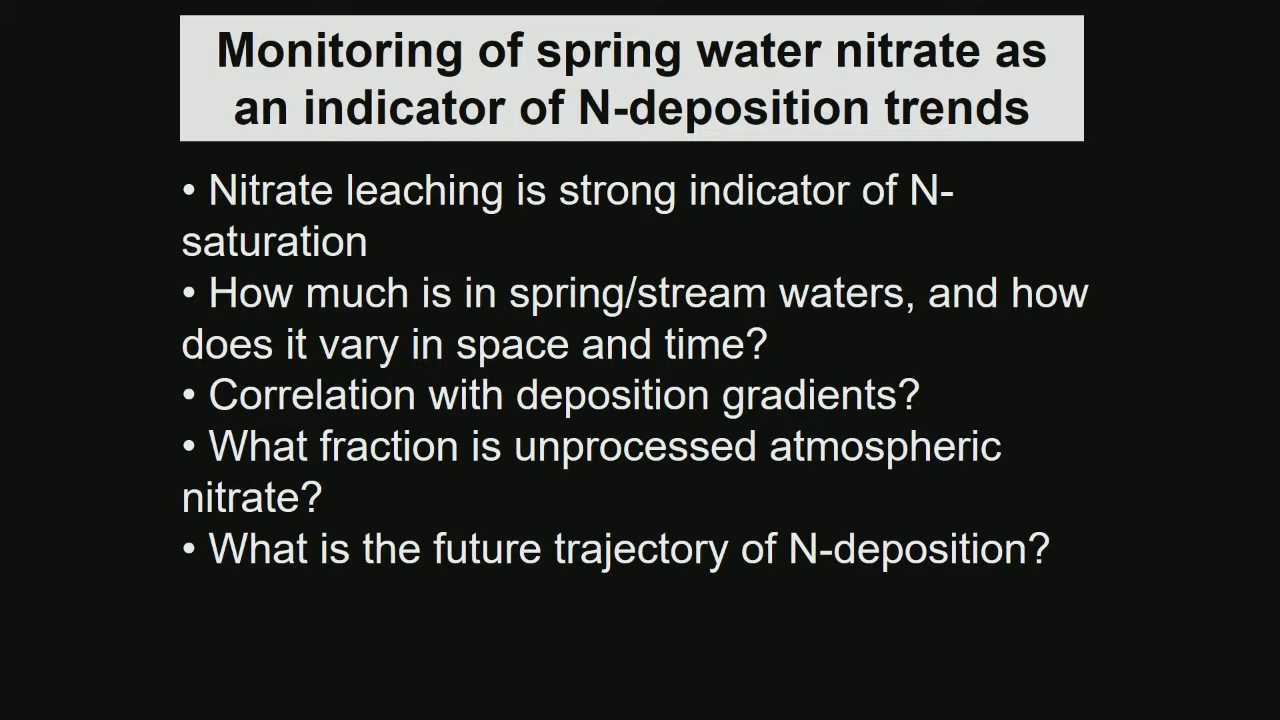 Monitoring of spring water nitrate as
an indicator of N-deposition trends
• Nitrate leaching is strong indicator of N-
saturation
• How much is in spring/stream waters, and how
does it vary in space and time?
• Correlation with deposition gradients?
• What fraction is unprocessed atmospheric
nitrate?
• What is the future trajectory of N-deposition?